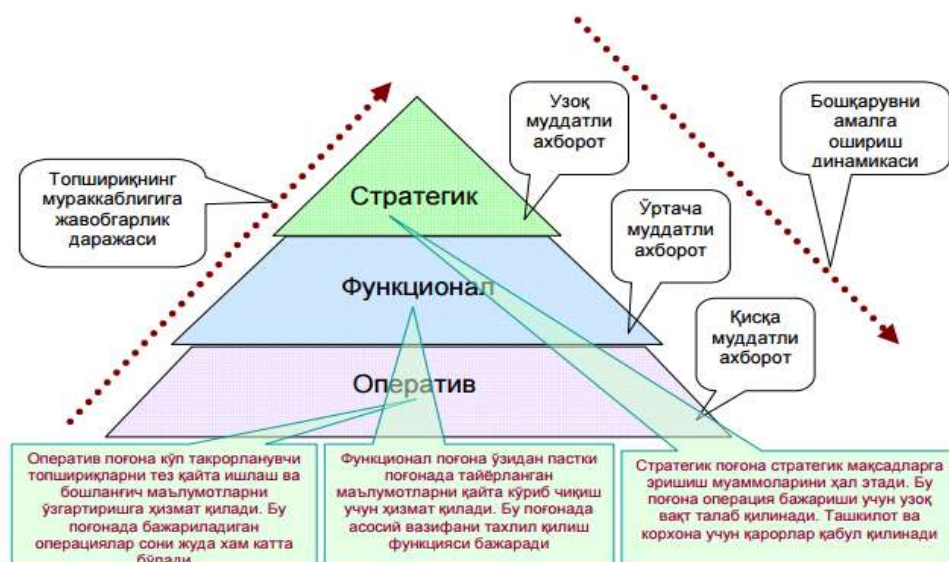 Узоқ
муддатли
ахборот
Бошқарувни
амалга
ошириш
динамикаси
Топшириқнинг
мураккаблигига
жавобгарлик
даражаси
Стратегик
Ўртача
муддатли
ахборот
Функционал
Қисқа
муддатли
ахборот
Оператив
Оператив поғона кўп такрорланувчи
топшириқларни тез қайта ишлаш ва
бошланғич маълумотларни
ўзгартиришга ҳизмат қилади. Бу
поғонада бажариладиган
операциялар сони жуда хам катта
бўлади
Функционал поғона ўзидан пастки
поғонада тайёрланган
маълумотларни қайта кўриб чиқиш
учун ҳизмат қилади. Бу поғонада
асосий вазифани тахлил қилиш
функцияси бажаради
Стратегик поғона стратегик мақсадларга
эришиш муаммоларини ҳал этади. Бу
поғона операция бажариши учун узоқ
вақт талаб қилинади. Ташкилот ва
корхона учун қарорлар қабул қилинади